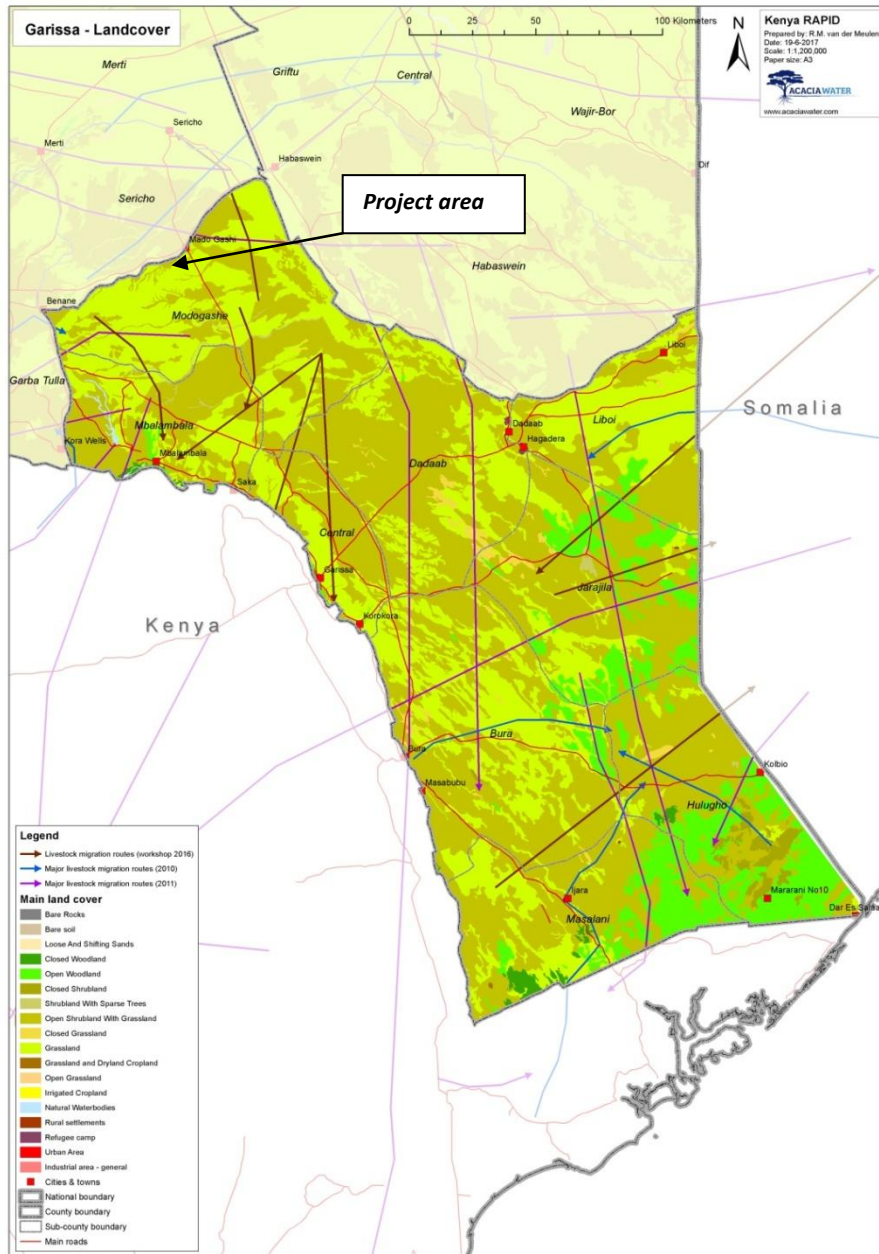 Garissa - Landcover
0 25 50 100 Kilometers
N
Kenya RAPID
Prepared by: R.M. van der Meulen
Date: 19-6-2017
Scale: 1:1,200,000
Paper size: A3
ACACIAWATER
www.acaciawater.com
Merti
Griftu
Central
Wajir-Bor
Sericho
Merti
Habaswein
Dif
Sericho
Project area
Mado Gashi
Habaswein
Benane
Modogashe
Liboi
Garba Tulla
Mbalambala
Dadaab
Liboi
Somalia
Kora Wells
Hagadera
Mbalambala
Dadaab
Saka
Central
Garissa
Jarajila
Kenya
Korokora
Bura
Bura
Kolbio
Masabubu
Hulugho
Ijara
Mararani No10
Masalani
Dar Es Salaa
Legend
Livestock migration routes (workshop 2016)
Major livestock migration routes (2010)
Major livestock migration routes (2011)
Main land cover
Bare Rocks
Bare soil
Loose And Shifting Sands
Closed Woodland
Open Woodland
Closed Shrubland
Shrubland With Sparse Trees
Open Shrubland With Grassland
Closed Grassland
Grassland
Grassland and Dryland Cropland
Open Grassland
Irrigated Cropland
Natural Waterbodies
Rural settlements
Refugee camp
Urban Area
Industrial area - general
Cities & towns
National boundary
County boundary
Sub-county boundary
Main roads